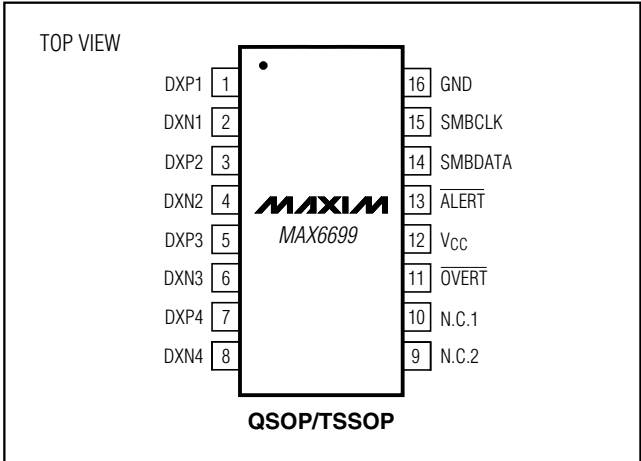 TOP VIEW
DXP1 1 16 GND
DXN1 2 15 SMBCLK
DXP2 3 14 SMBDATA
DXN2 4 MAXIM 13 ALERT
DXP3 5 MAX6699 12 VCC
DXN3 6 11 OVERT
DXP4 7 10 N.C.1
DXN4 8 9 N.C.2
QSOP/TSSOP